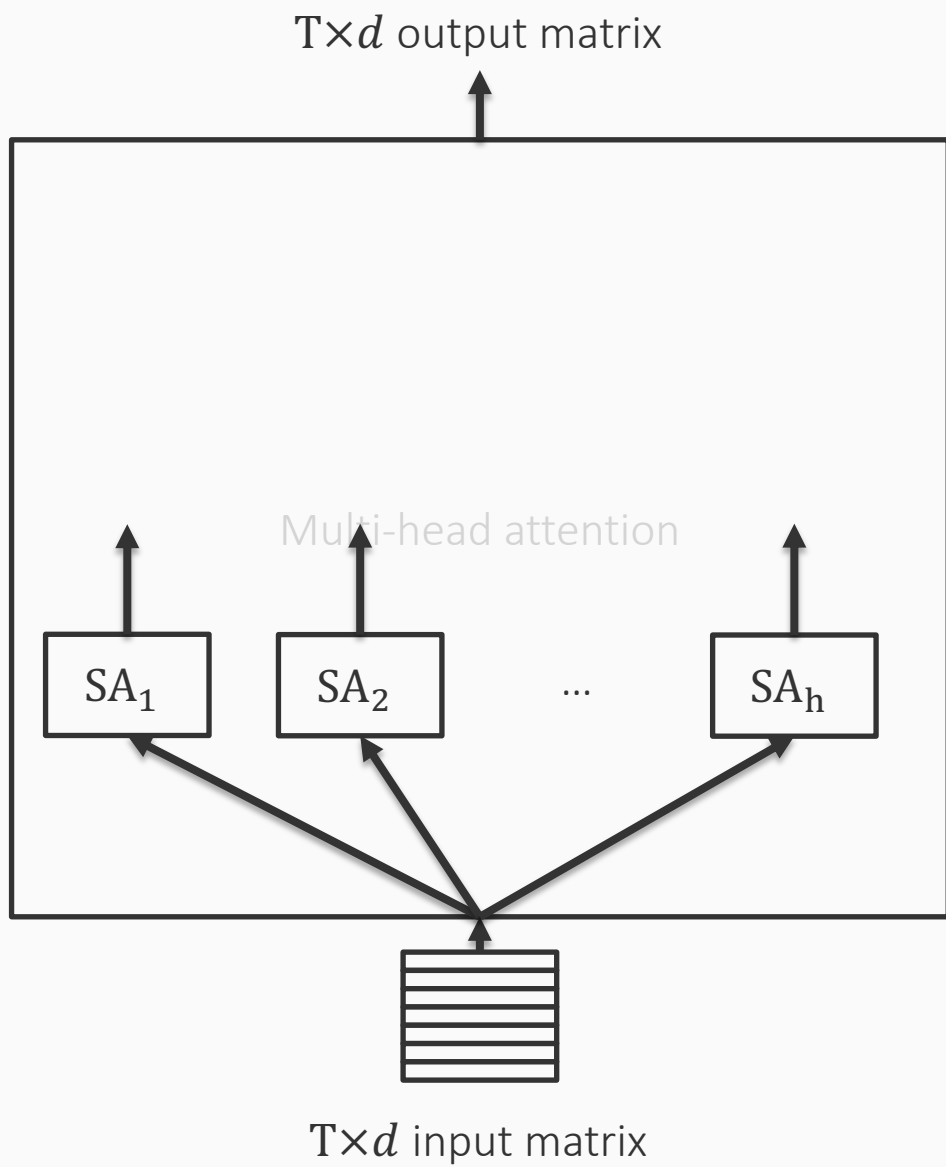 T×d output matrix
Multi-head attention
SA₁ SA₂ ... SAₕ
T×d input matrix